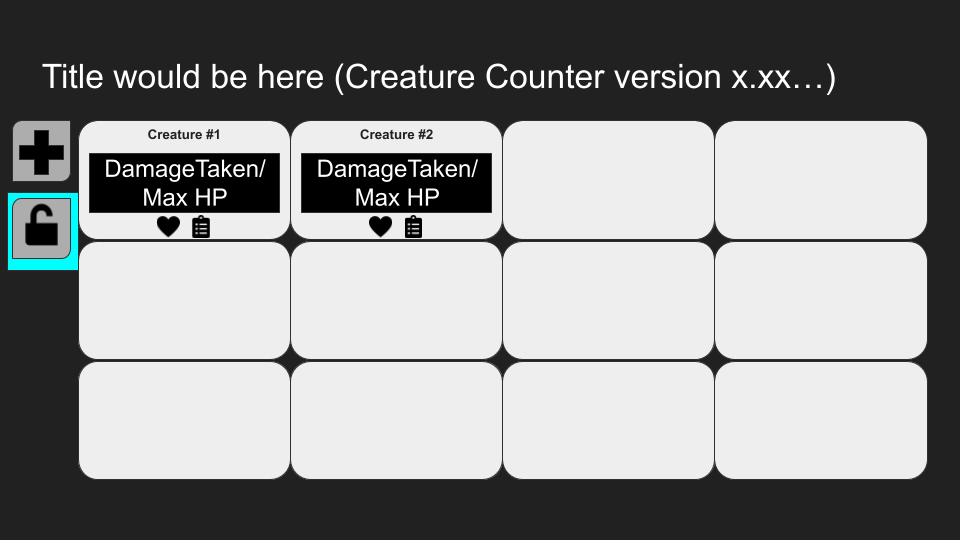 Title would be here (Creature Counter version x.xx…)
Creature #1
DamageTaken/
Max HP
Creature #2
DamageTaken/
Max HP